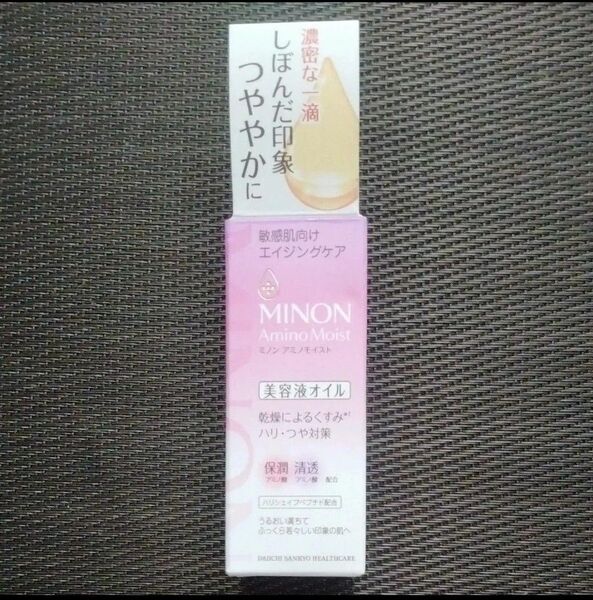 濃密な一滴
しぼんだ印象
つややかに
敏感肌向け
エイジングケア
MINON
Amino Moist
ミノン アミノモイスト
美容液オイル
乾燥によるくすみ*1
ハリ・つや対策
保潤 清透
アミノ酸 アミノ酸 配合
ハリシェイプペプチド配合
うるおい満ちて
ふっくら若々しい印象の肌へ
DAIICHI SANKYO HEALTHCARE